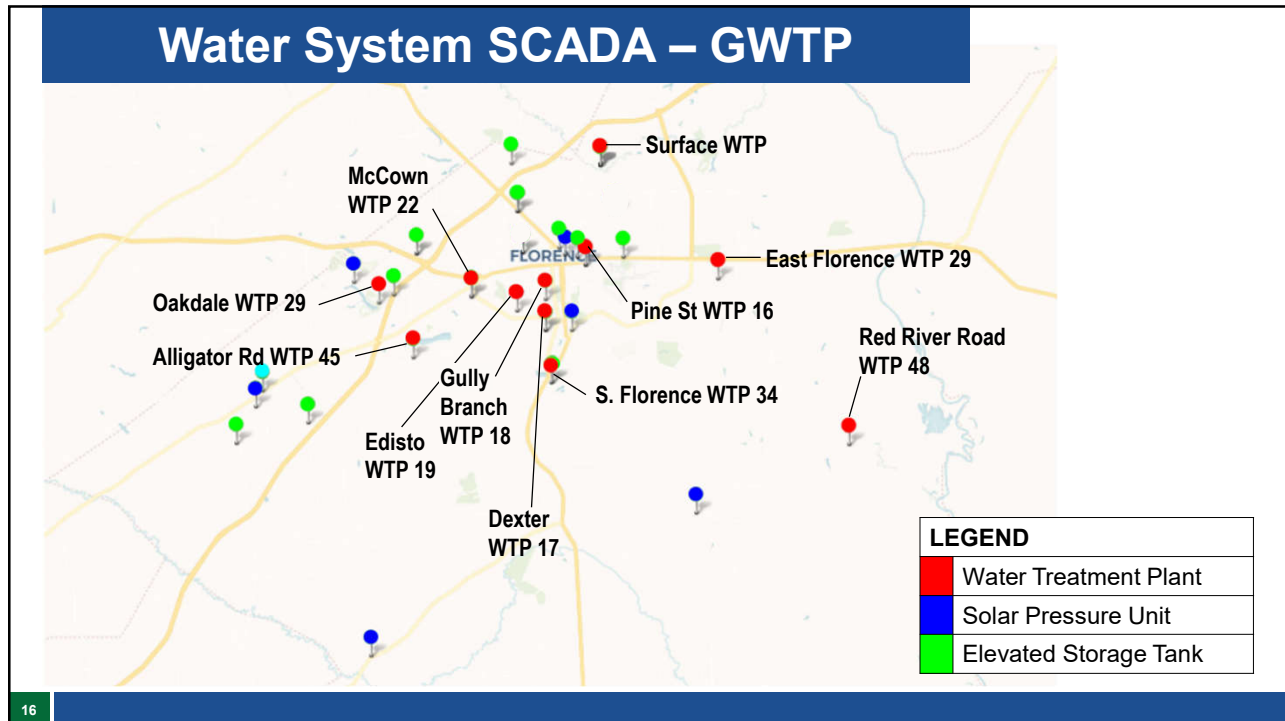 Water System SCADA – GWTP
Surface WTP
McCown
WTP 22
FLORENCE
East Florence WTP 29
Oakdale WTP 29
Pine St WTP 16
Red River Road
WTP 48
Alligator Rd WTP 45
Gully
Branch
WTP 18
S. Florence WTP 34
Edisto
WTP 19
Dexter
WTP 17
LEGEND
Water Treatment Plant
Solar Pressure Unit
Elevated Storage Tank
16